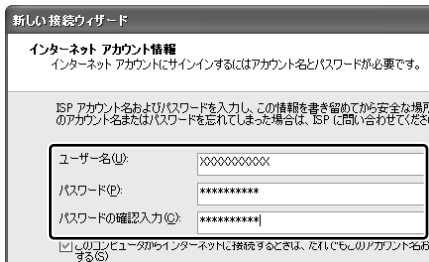 新しい接続ウィザード
インターネット アカウント情報
インターネット アカウントにサインインするにはアカウント名とパスワードが必要です。
ISP アカウント名およびパスワードを入力し、この情報を書き留めてから安全な場所
のアカウント名またはパスワードを忘れてしまった場合は、ISP に問い合わせてくださ
ユーザー名(U):
XXXXXXXXXXX
パスワード(P):
**********
パスワードの確認入力(C):
**********
このコンピュータからインターネットに接続するときは、だれでもこのアカウント名お
する(S)